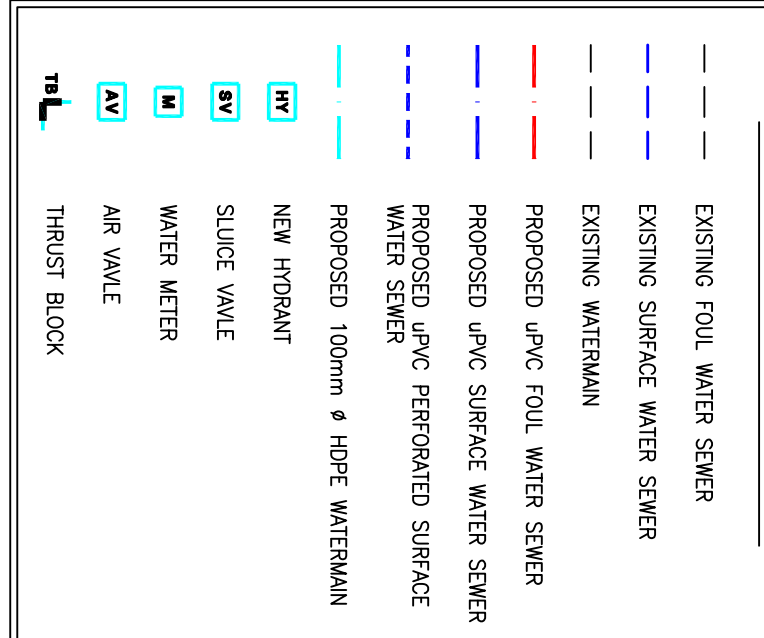 EXISTING FOUL WATER SEWER
EXISTING SURFACE WATER SEWER
EXISTING WATERMAIN
PROPOSED uPVC FOUL WATER SEWER
PROPOSED uPVC SURFACE WATER SEWER
PROPOSED uPVC PERFORATED SURFACE
WATER SEWER
PROPOSED 100mm ø HDPE WATERMAIN
HY NEW HYDRANT
SV SLUICE VAVLE
M WATER METER
AV AIR VAVLE
TB THRUST BLOCK